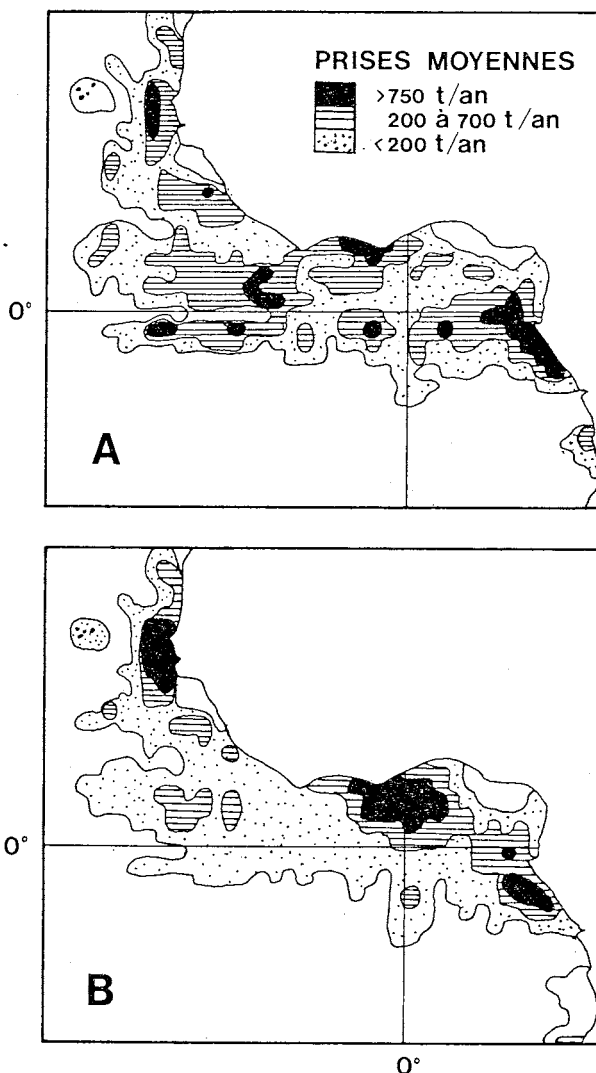 PRISES MOYENNES
>750 t/an
200 à 700 t/an
<200 t/an
0°
A
0°
B
0°